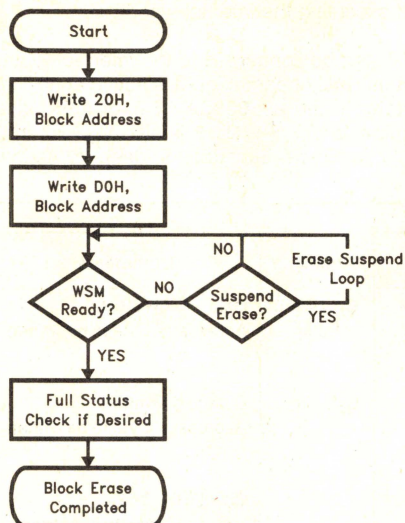 Start
Write 20H,
Block Address
Write D0H,
Block Address
NO
Erase Suspend
Loop
WSM
Ready?
NO
Suspend
Erase?
YES
YES
Full Status
Check if Desired
Block Erase
Completed